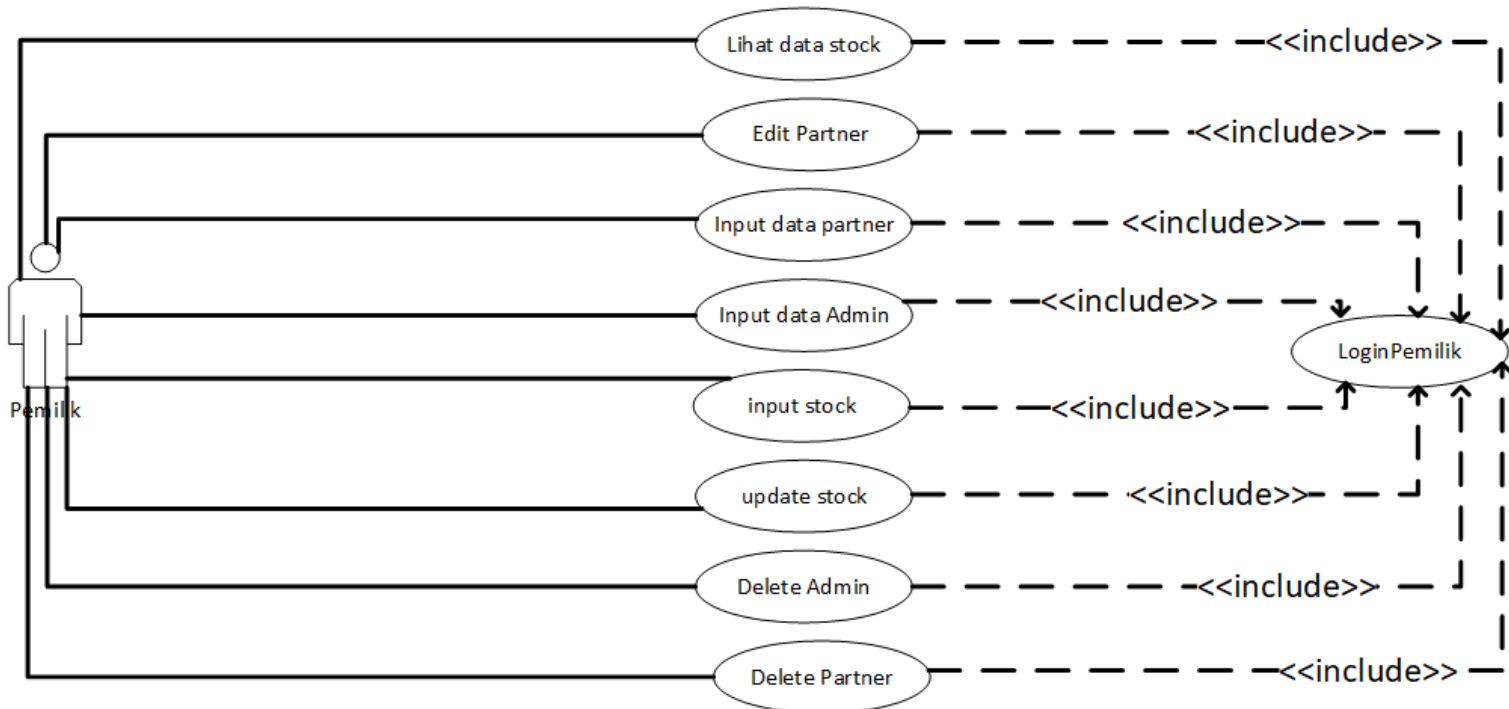 Lihat data stock
<<include>>
Edit Partner
<<include>>
Input data partner
<<include>>
Input data Admin
<<include>>
LoginPemilik
Pemilik
input stock
<<include>>
update stock
<<include>>
Delete Admin
<<include>>
Delete Partner
<<include>>